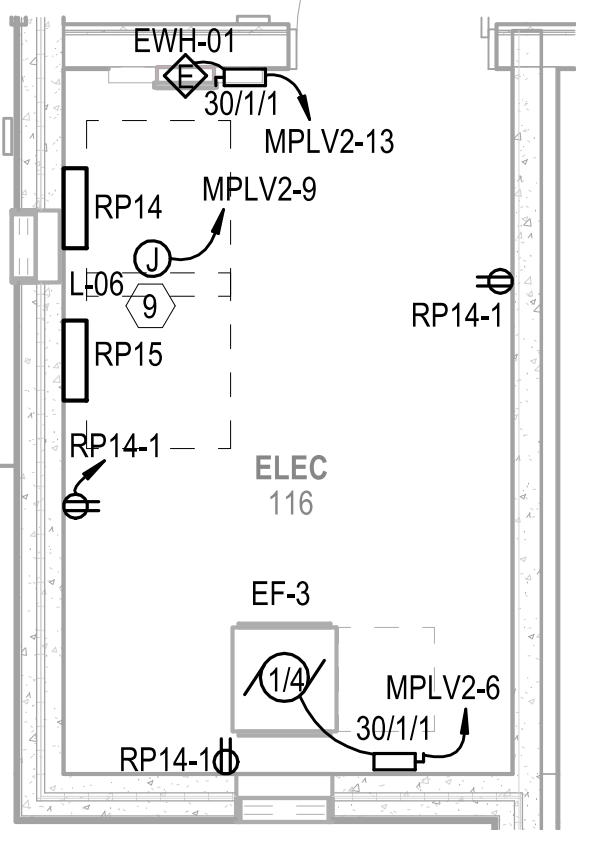 EWH-01
E
30/1/1
MPLV2-13
RP14
MPLV2-9
J
L-06
9
RP14-1
RP15
RP14-1
ELEC
116
EF-3
1/4
MPLV2-6
30/1/1
RP14-1